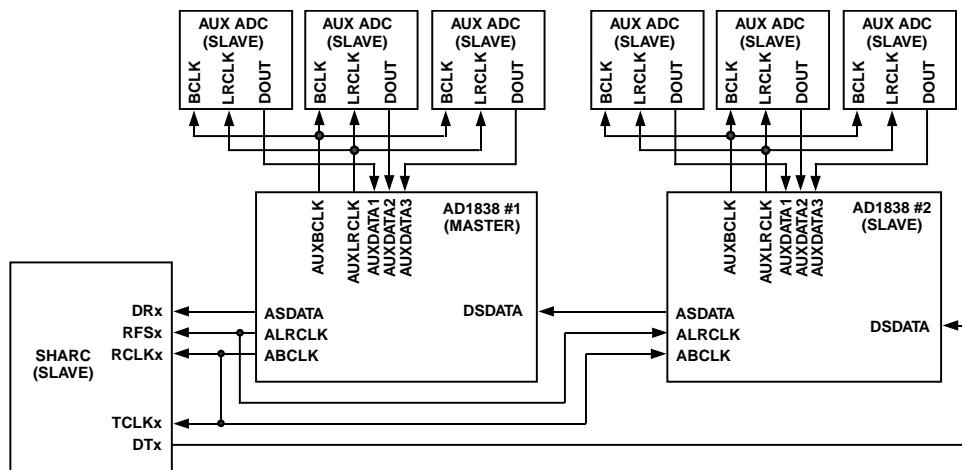 AUX ADC
(SLAVE)
BCLK
LRCLK
DOUT
AUX ADC
(SLAVE)
BCLK
LRCLK
DOUT
AUX ADC
(SLAVE)
BCLK
LRCLK
DOUT
AUX ADC
(SLAVE)
BCLK
LRCLK
DOUT
AUX ADC
(SLAVE)
BCLK
LRCLK
DOUT
AUX ADC
(SLAVE)
BCLK
LRCLK
DOUT
AUXBCLK
AUXLRCLK
AUXDATA1
AUXDATA2
AUXDATA3
AD1838 #1
(MASTER)
ASDATA
ALRCLK
ABCLK
DSDATA
AUXBCLK
AUXLRCLK
AUXDATA1
AUXDATA2
AUXDATA3
AD1838 #2
(SLAVE)
ASDATA
ALRCLK
ABCLK
DSDATA
SHARC
(SLAVE)
DRx
RFSx
RCLKx
TCLKx
DTx